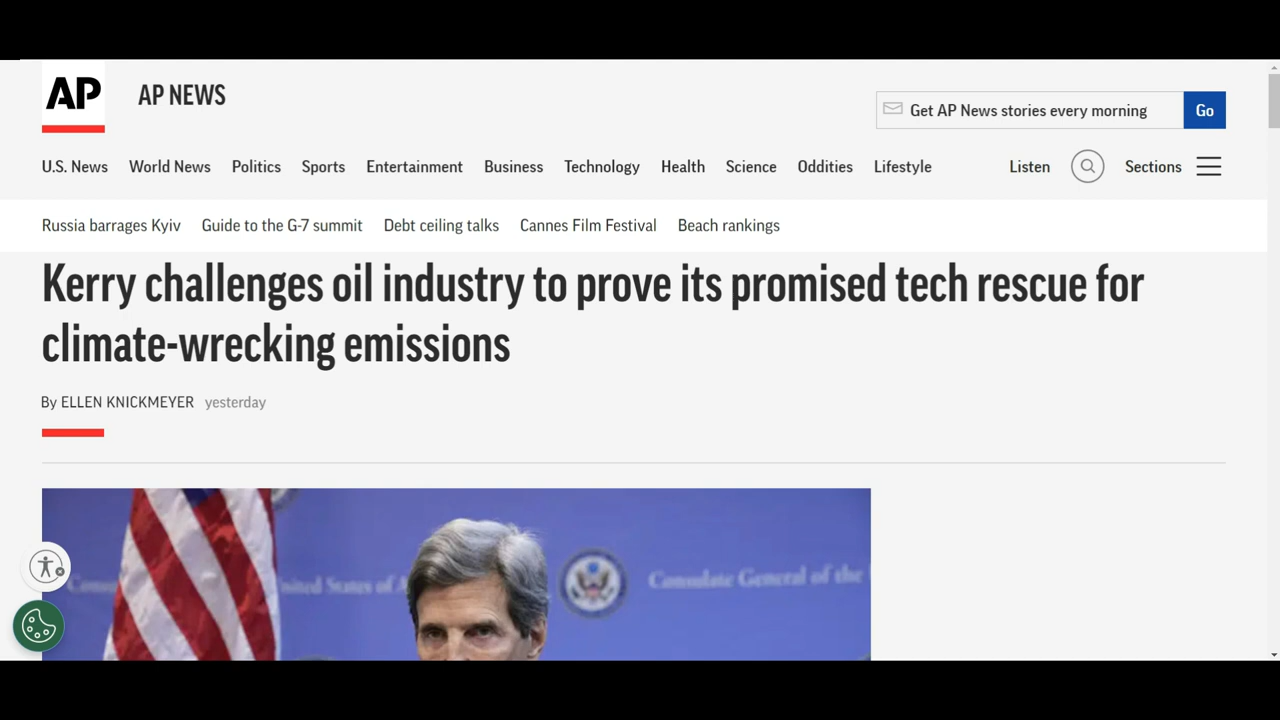 AP
AP NEWS
Get AP News stories every morning
Go
U.S. News World News Politics Sports Entertainment Business Technology Health Science Oddities Lifestyle Listen Sections
Russia barrages Kyiv Guide to the G-7 summit Debt ceiling talks Cannes Film Festival Beach rankings
Kerry challenges oil industry to prove its promised tech rescue for
climate-wrecking emissions
By ELLEN KNICKMEYER yesterday
United States of A
Consulate General of the